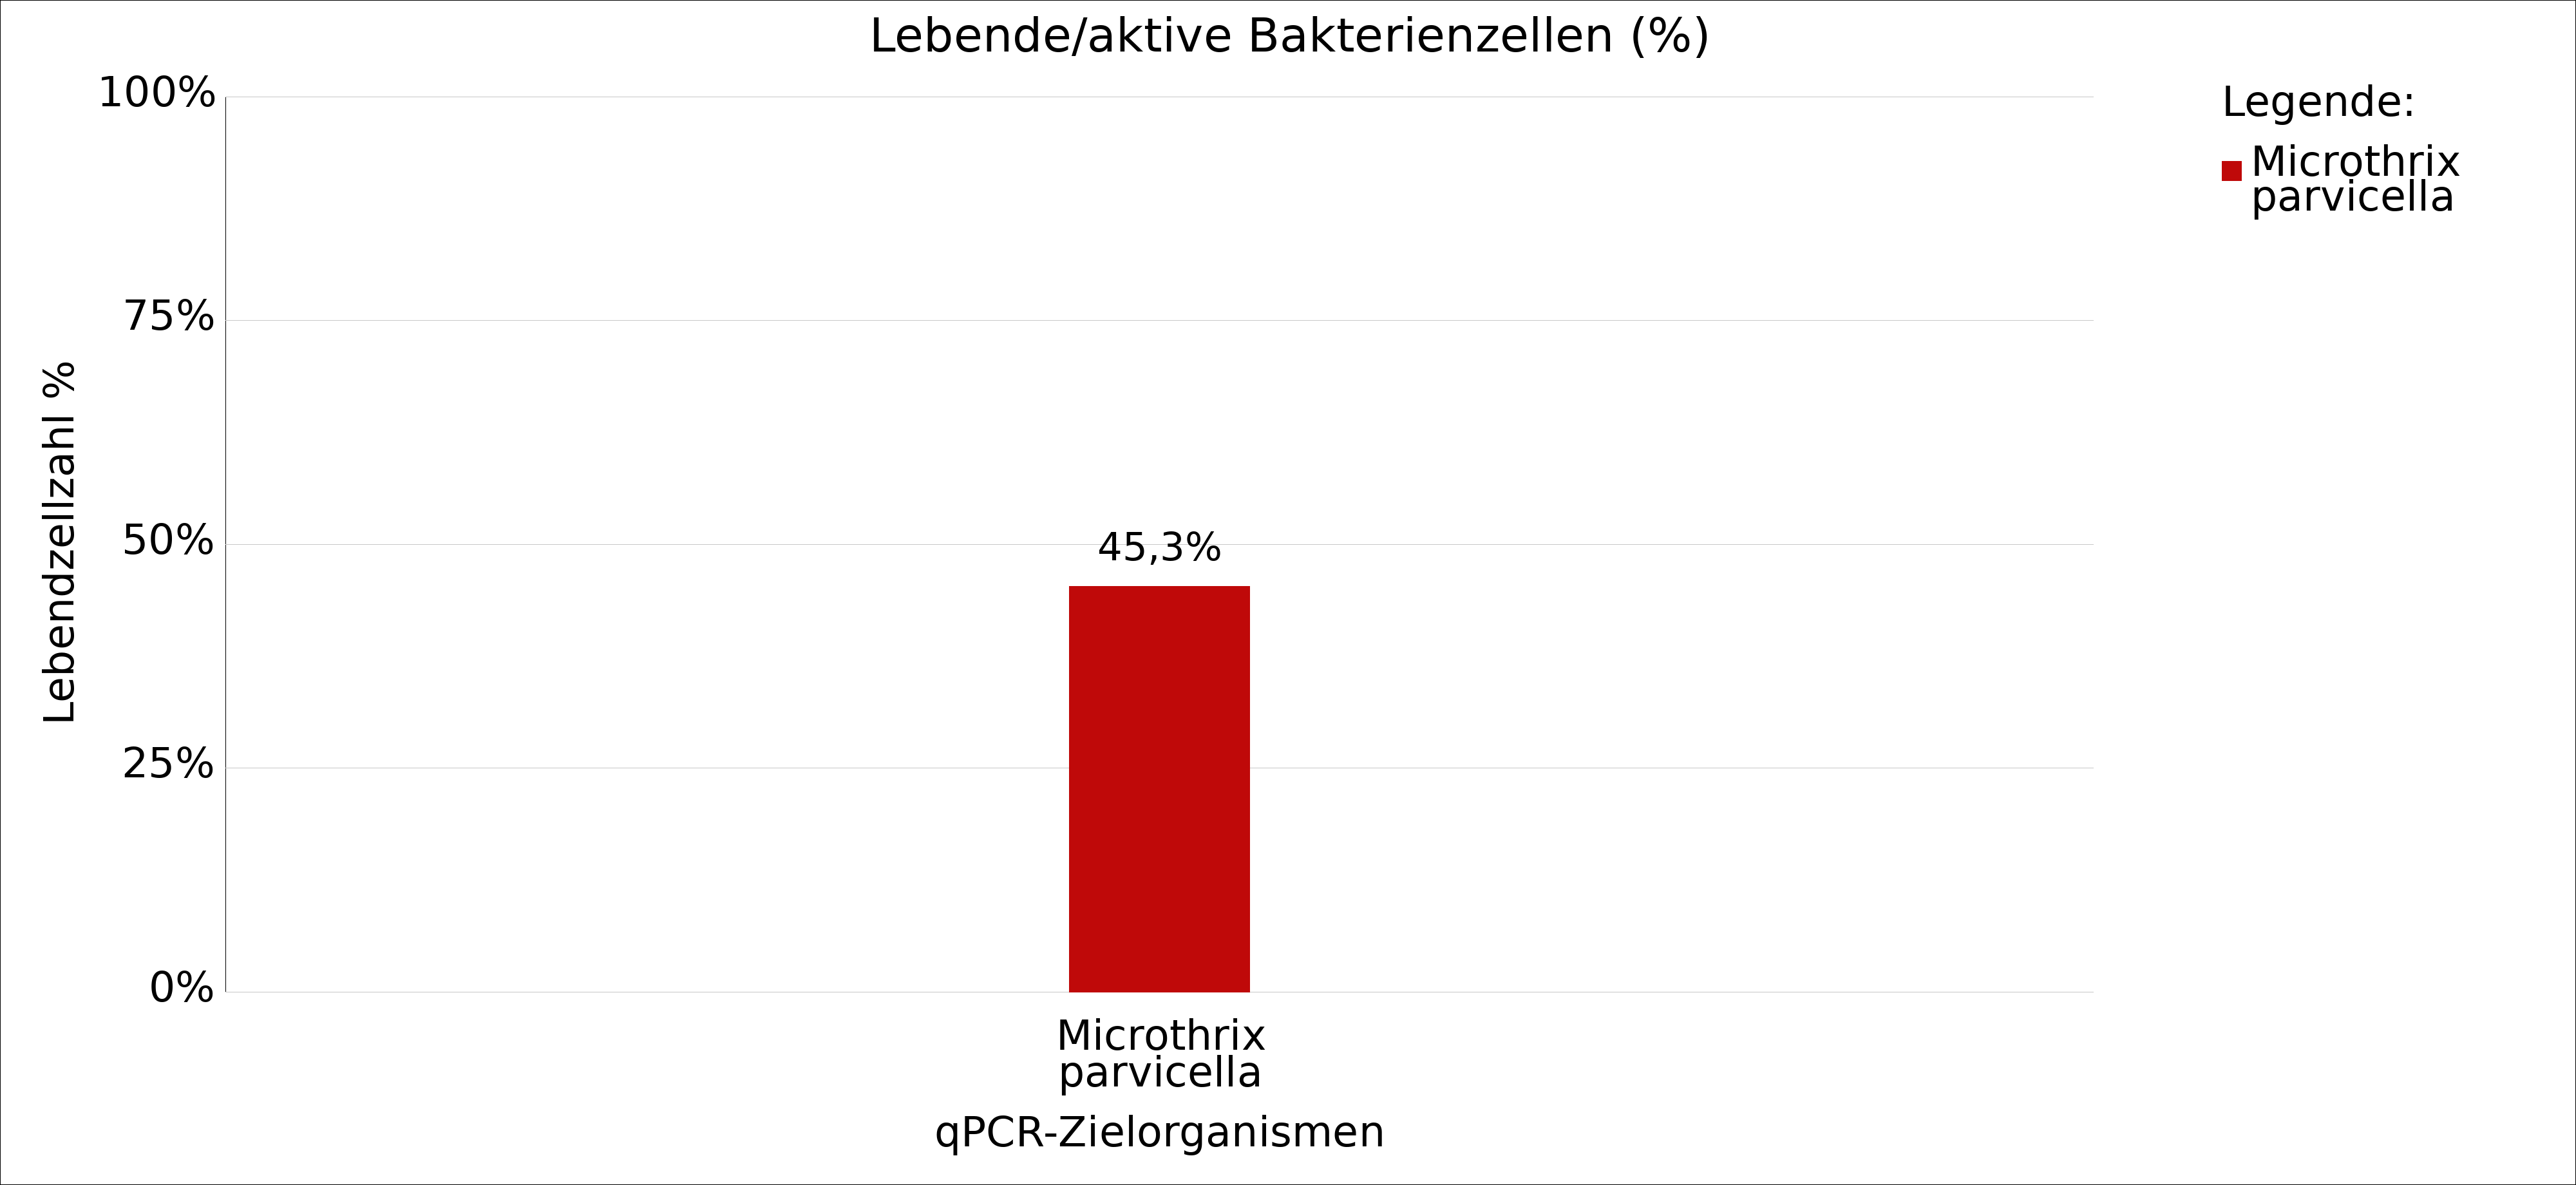 Lebende/aktive Bakterienzellen (%)
100%
75%
50%
25%
0%
Lebendzellzahl %
45,3%
Microthrix
parvicella
qPCR-Zielorganismen
Legende:
Microthrix
parvicella